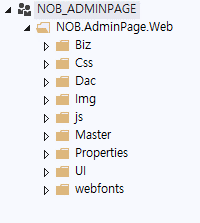 NOB_ADMINPAGE
NOB.AdminPage.Web
Biz
Css
Dac
Img
js
Master
Properties
UI
webfonts